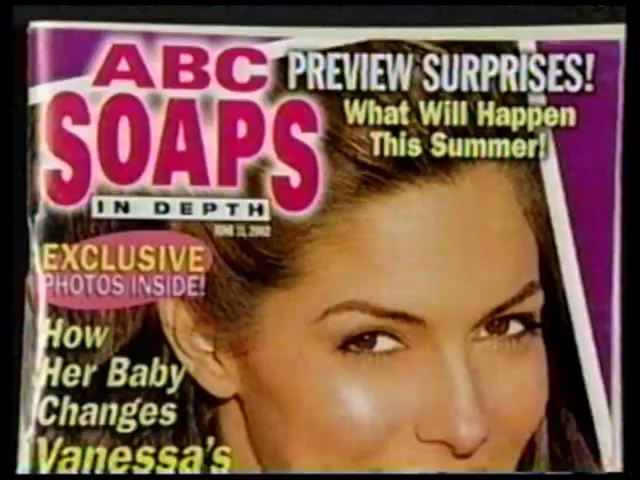 ABC
SOAPS
IN DEPTH
PREVIEW SURPRISES!
What Will Happen
This Summer!
EXCLUSIVE
PHOTOS INSIDE!
How
Her Baby
Changes
Vanessa's